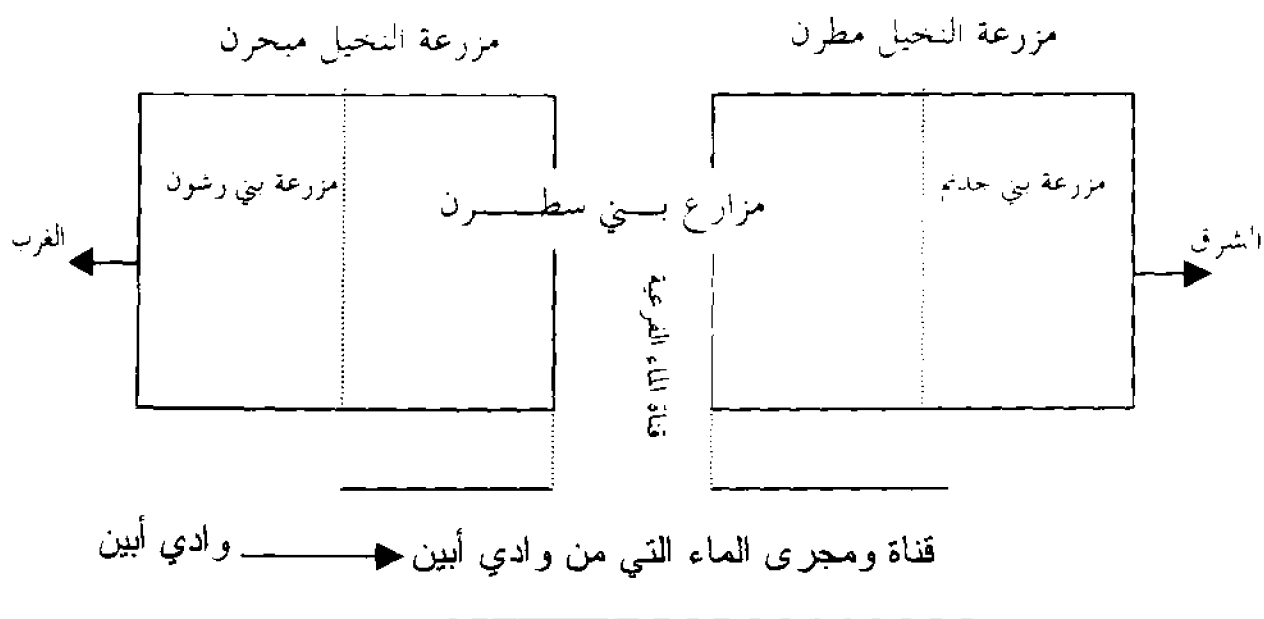 مزرعة النخيل مطرن
مزرعة النخيل مبحرن
مزرعة بني جدثم
مزرعة بني رشون
مزارع بني سطرن
الشرق
الغرب
قناة الماء الفرعية
قناة ومجرى الماء التي من وادي أبين
وادي أبين